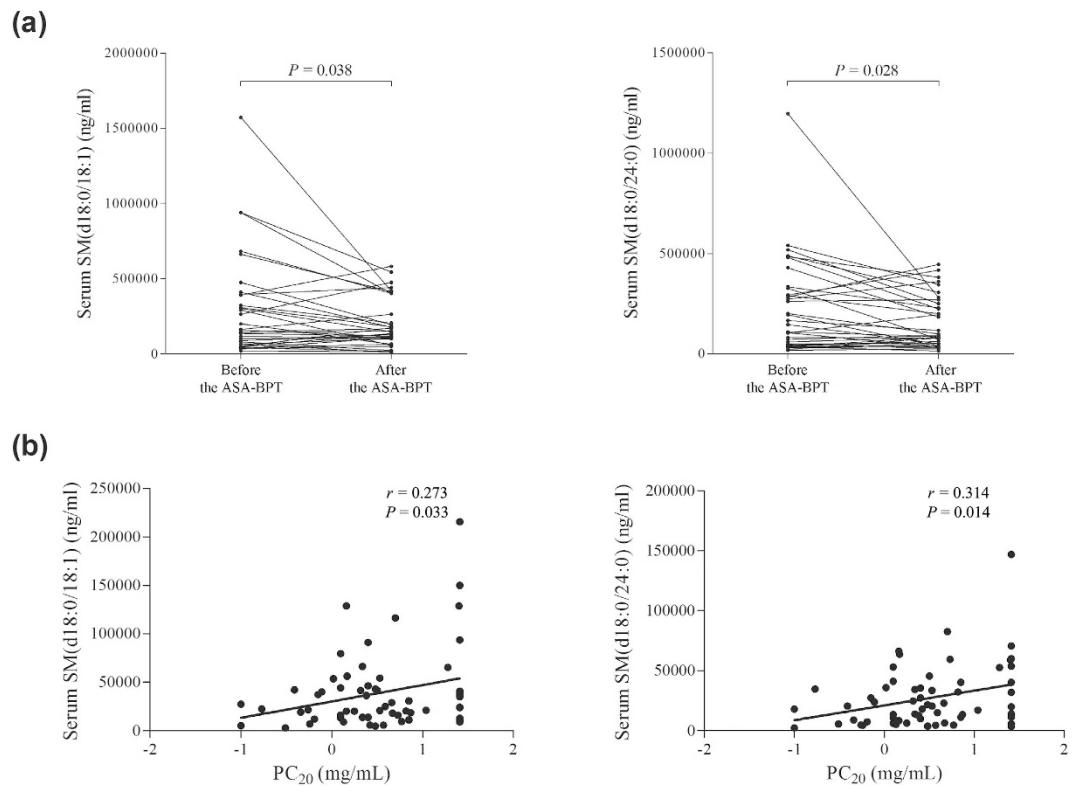 (a)
Serum SM(d18:0/18:1) (ng/ml)
2000000
1500000
1000000
500000
0
P = 0.038
Before
the ASA-BPT
After
the ASA-BPT
Serum SM(d18:0/24:0) (ng/ml)
1500000
1000000
500000
0
P = 0.028
Before
the ASA-BPT
After
the ASA-BPT
(b)
Serum SM(d18:0/18:1) (ng/ml)
250000
200000
150000
100000
50000
0
r = 0.273
P = 0.033
-2
-1
0
1
2
PC20 (mg/mL)
Serum SM(d18:0/24:0) (ng/ml)
200000
150000
100000
50000
0
r = 0.314
P = 0.014
-2
-1
0
1
2
PC20 (mg/mL)